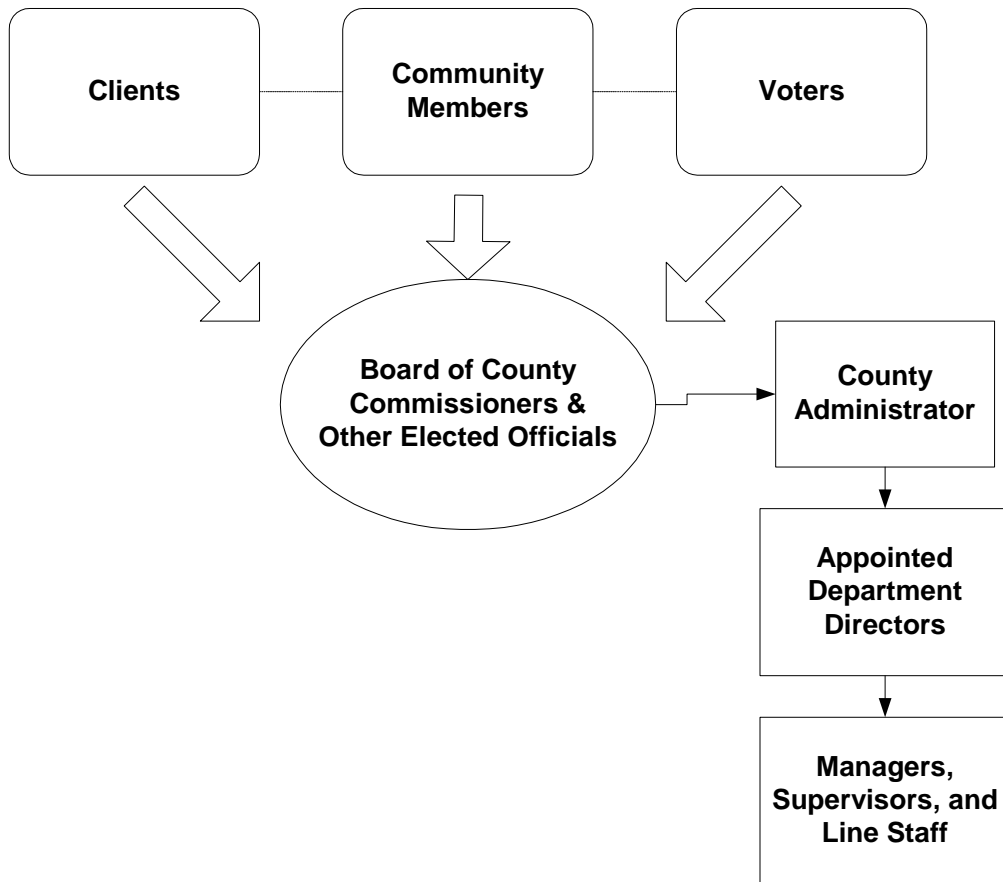 Clients
Community
Members
Voters
Board of County
Commissioners &
Other Elected Officials
County
Administrator
Appointed
Department
Directors
Managers,
Supervisors, and
Line Staff